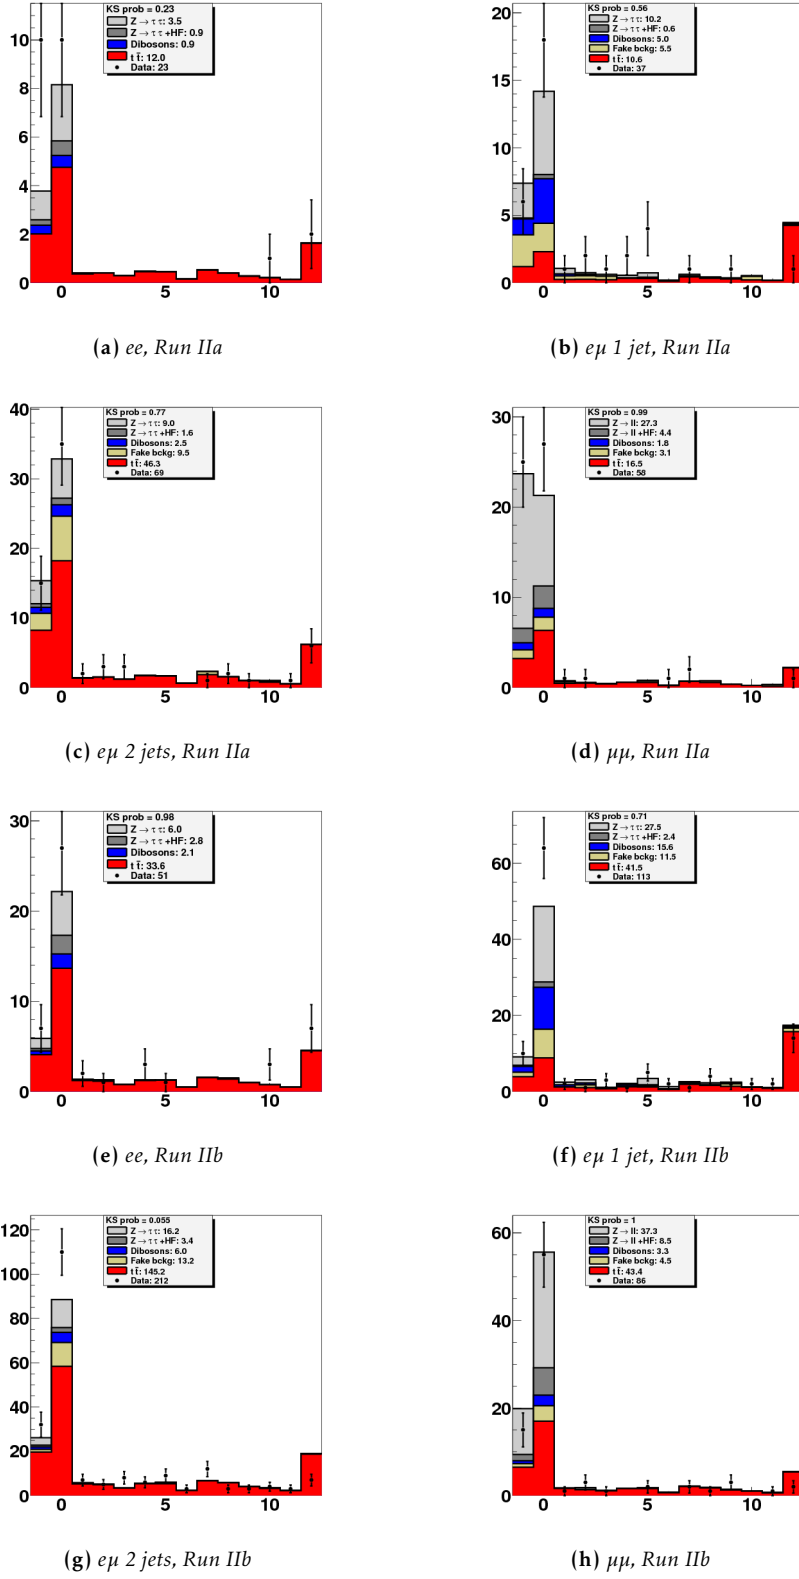 KS prob = 0.23
Z → τ τ: 3.5
Z → τ τ +HF: 0.9
Dibosons: 0.9
t t̄: 12.0
Data: 23
10
8
6
4
2
0
0 5 10
(a) ee, Run IIa
KS prob = 0.56
Z → τ τ: 10.2
Z → τ τ +HF: 0.6
Dibosons: 5.0
Fake bckg: 5.5
t t̄: 10.6
Data: 37
20
15
10
5
0
0 5 10
(b) eμ 1 jet, Run IIa
KS prob = 0.77
Z → τ τ: 9.0
Z → τ τ +HF: 1.6
Dibosons: 2.5
Fake bckg: 9.5
t t̄: 46.3
Data: 69
40
30
20
10
0
0 5 10
(c) eμ 2 jets, Run IIa
KS prob = 0.99
Z → ll: 27.3
Z → ll +HF: 4.4
Dibosons: 1.8
Fake bckg: 3.1
t t̄: 16.5
Data: 58
30
20
10
0
0 5 10
(d) μμ, Run IIa
KS prob = 0.98
Z → τ τ: 6.0
Z → τ τ +HF: 2.8
Dibosons: 2.1
t t̄: 33.6
Data: 51
30
20
10
0
0 5 10
(e) ee, Run IIb
KS prob = 0.71
Z → τ τ: 27.5
Z → τ τ +HF: 2.4
Dibosons: 15.6
Fake bckg: 11.5
t t̄: 41.5
Data: 113
60
40
20
0
0 5 10
(f) eμ 1 jet, Run IIb
KS prob = 0.055
Z → τ τ: 16.2
Z → τ τ +HF: 3.4
Dibosons: 6.0
Fake bckg: 13.2
t t̄: 145.2
Data: 212
120
100
80
60
40
20
0
0 5 10
(g) eμ 2 jets, Run IIb
KS prob = 1
Z → ll: 37.3
Z → ll +HF: 8.5
Dibosons: 3.3
Fake bckg: 4.5
t t̄: 43.4
Data: 86
60
40
20
0
0 5 10
(h) μμ, Run IIb